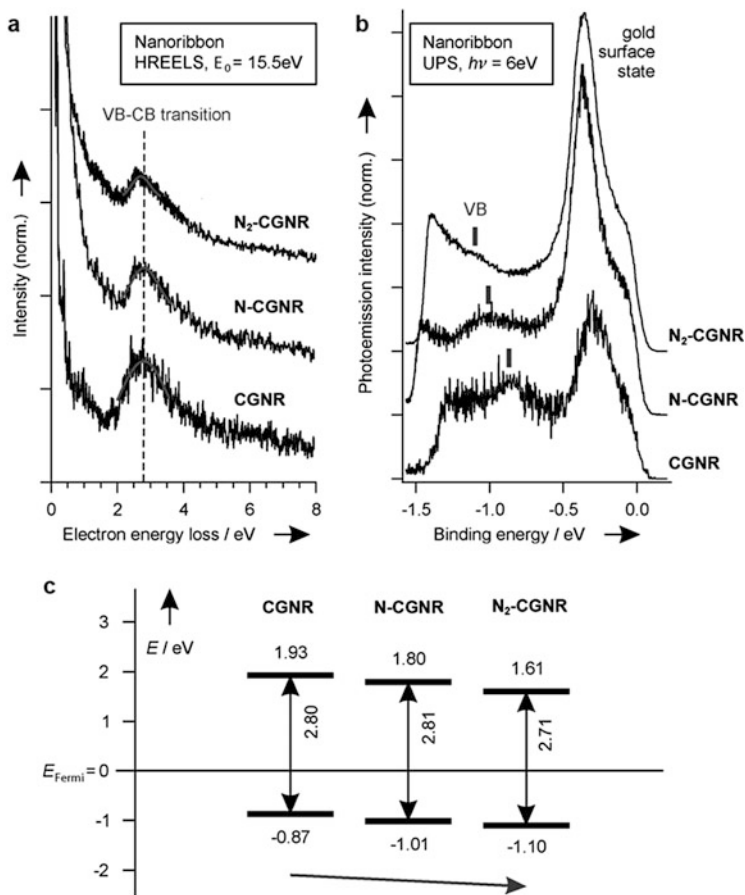 a
Nanoribbon
HREELS, E₀ = 15.5eV
VB-CB transition
Intensity (norm.)
N₂-CGNR
N-CGNR
CGNR
0 2 4 6 8
Electron energy loss / eV
b
Nanoribbon
UPS, hν = 6eV
gold
surface
state
VB
Photoemission intensity (norm.)
N₂-CGNR
N-CGNR
CGNR
-1.5 -1.0 -0.5 0.0
Binding energy / eV
c
CGNR N-CGNR N₂-CGNR
E / eV
3
2
1
E_Fermi = 0
-1
-2
1.93 1.80 1.61
2.80 2.81 2.71
-0.87 -1.01 -1.10